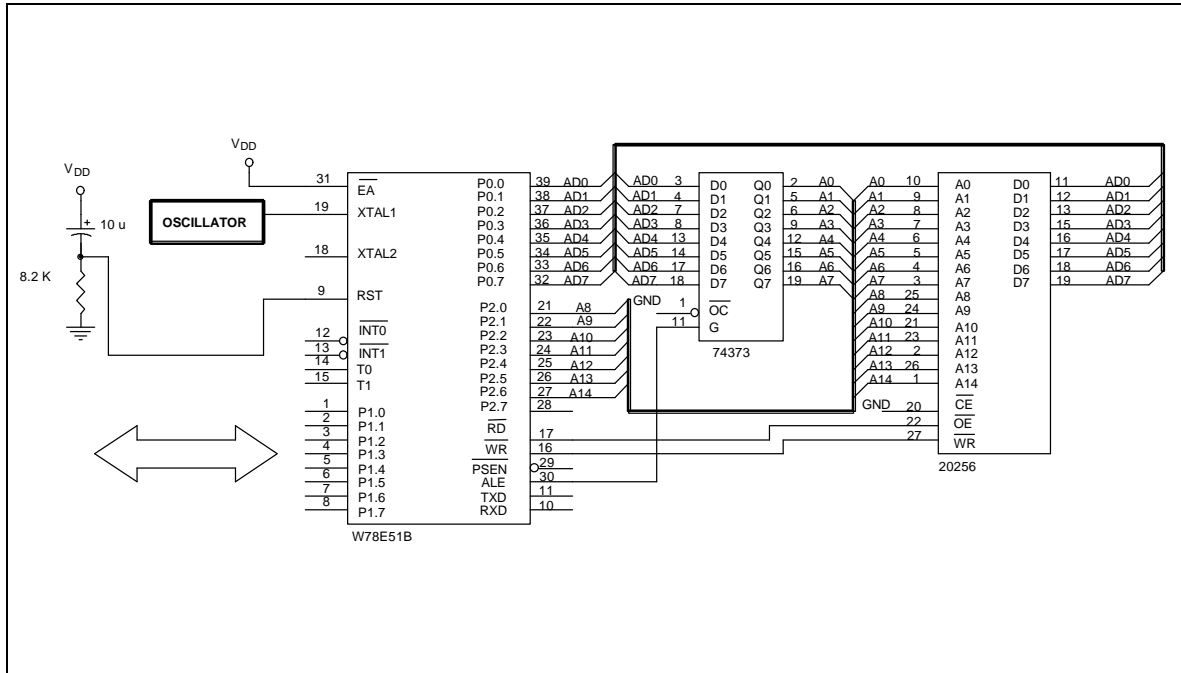 VDD
10 u
8.2 K
VDD
OSCILLATOR
31 EA
19 XTAL1
18 XTAL2
9 RST
12 INT0
13 INT1
14 T0
15 T1
1 P1.0
2 P1.1
3 P1.2
4 P1.3
5 P1.4
6 P1.5
7 P1.6
8 P1.7
P0.0 39 AD0
P0.1 38 AD1
P0.2 37 AD2
P0.3 36 AD3
P0.4 35 AD4
P0.5 34 AD5
P0.6 33 AD6
P0.7 32 AD7
P2.0 21 A8
P2.1 22 A9
P2.2 23 A10
P2.3 24 A11
P2.4 25 A12
P2.5 26 A13
P2.6 27 A14
P2.7 28
RD 17
WR 16
PSEN 29
ALE 30
TXD 11
RXD 10
W78E51B
AD0 3 D0 Q0 2 A0
AD1 4 D1 Q1 5 A1
AD2 7 D2 Q2 6 A2
AD3 8 D3 Q3 9 A3
AD4 13 D4 Q4 12 A4
AD5 14 D5 Q5 15 A5
AD6 17 D6 Q6 16 A6
AD7 18 D7 Q7 19 A7
GND 1 OC
11 G
74373
A0 10 A0 D0 11 AD0
A1 9 A1 D1 12 AD1
A2 8 A2 D2 13 AD2
A3 7 A3 D3 15 AD3
A4 6 A4 D4 16 AD4
A5 5 A5 D5 17 AD5
A6 4 A6 D6 18 AD6
A7 3 A7 D7 19 AD7
A8 25 A8
A9 24 A9
A10 21 A10
A11 23 A11
A12 2 A12
A13 26 A13
A14 1 A14
GND 20 CE
22 OE
27 WR
20256